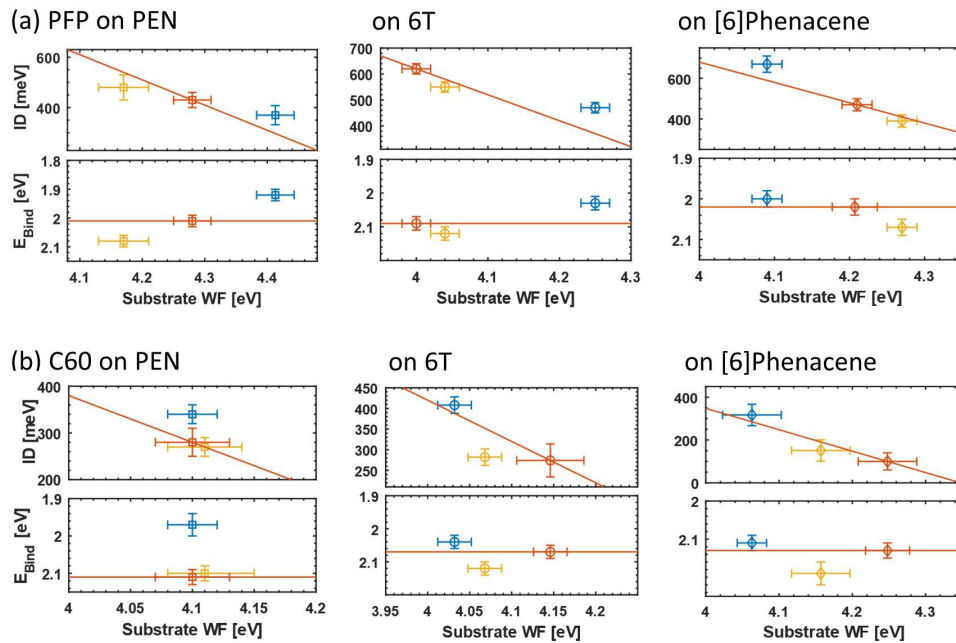 (a) PFP on PEN
on 6T
on [6]Phenacene
ID [meV]
600
400
700
600
500
400
300
600
400
200
E_Bind [eV]
1.8
1.9
2
2.1
1.9
2
2.1
1.9
2
2.1
4.1 4.2 4.3 4.4
4 4.1 4.2 4.3
4 4.1 4.2 4.3
Substrate WF [eV]
Substrate WF [eV]
Substrate WF [eV]
(b) C60 on PEN
on 6T
on [6]Phenacene
ID [meV]
400
300
200
450
400
350
300
250
400
200
0
E_Bind [eV]
1.9
2
2.1
1.9
2
2.1
2
2.1
4 4.05 4.1 4.15 4.2
3.95 4 4.05 4.1 4.15 4.2
4 4.1 4.2 4.3
Substrate WF [eV]
Substrate WF [eV]
Substrate WF [eV]